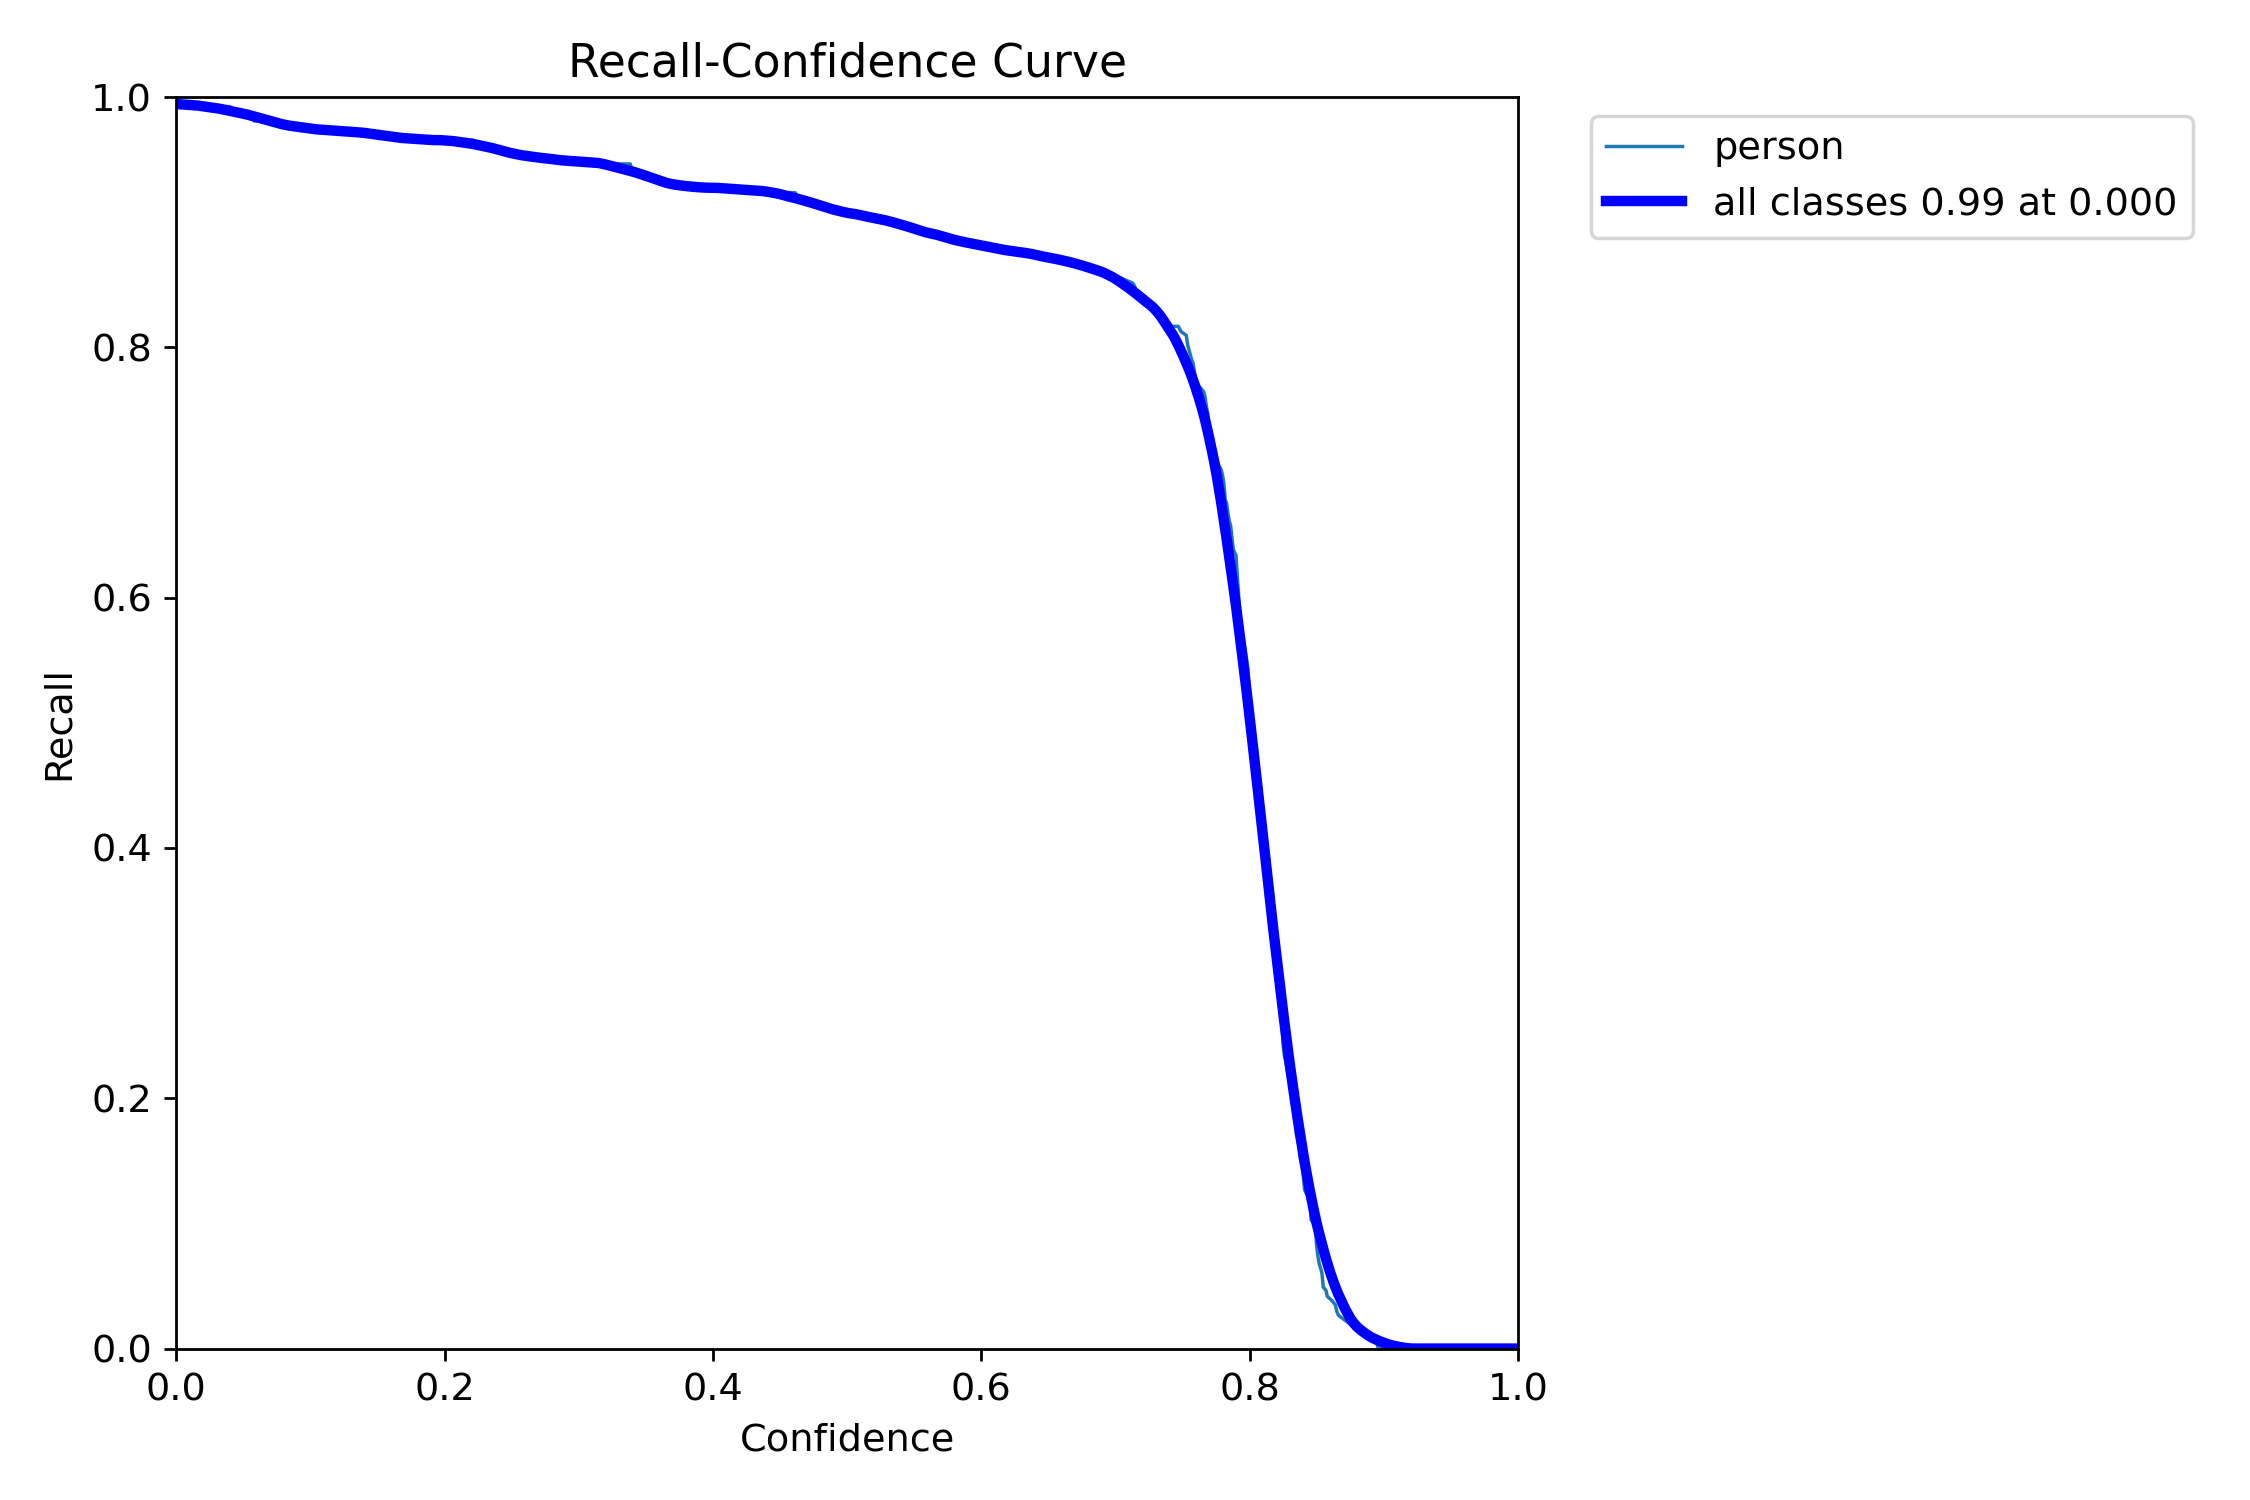 Recall-Confidence Curve
1.0
0.8
0.6
0.4
0.2
0.0
Recall
0.0 0.2 0.4 0.6 0.8 1.0
Confidence
person
all classes 0.99 at 0.000